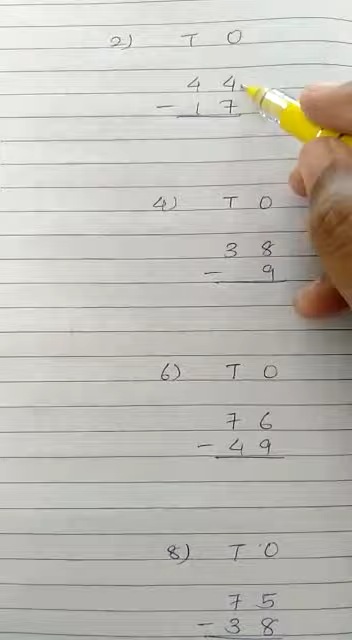 2) T O
4 4
- 1 7
4) T O
3 8
- 9
6) T O
7 6
- 4 9
8) T O
7 5
- 3 8